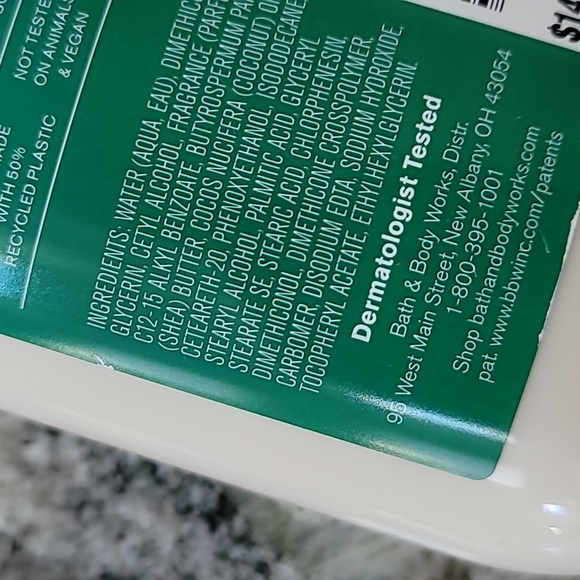 NOT TESTED
ON ANIMALS
& VEGAN
WITH 50%
RECYCLED PLASTIC
INGREDIENTS: WATER (AQUA, EAU),
GLYCERIN, CETYL ALCOHOL, FRAGRANCE
C12-15 ALKYL BENZOATE, BUTYROSPERMUM
(SHEA) BUTTER, COCOS NUCIFERA (COCONUT)
CETEARETH-20, PHENOXYETHANOL, ISODODECANE,
STEARYL ALCOHOL, PALMITIC ACID, GLYCERYL
STEARATE SE, STEARIC ACID, CHLORPHENESIN,
DIMETHICONOL, DIMETHICONE CROSSPOLYMER,
CARBOMER, DISODIUM EDTA, SODIUM HYDROXIDE,
TOCOPHERYL ACETATE, ETHYLHEXYLGLYCERIN.
Dermatologist Tested
Bath & Body Works, Distr.
95 West Main Street, New Albany, OH 43054
1-800-395-1001
Shop bathandbodyworks.com
pat. www.bbwinc.com/patents
$14